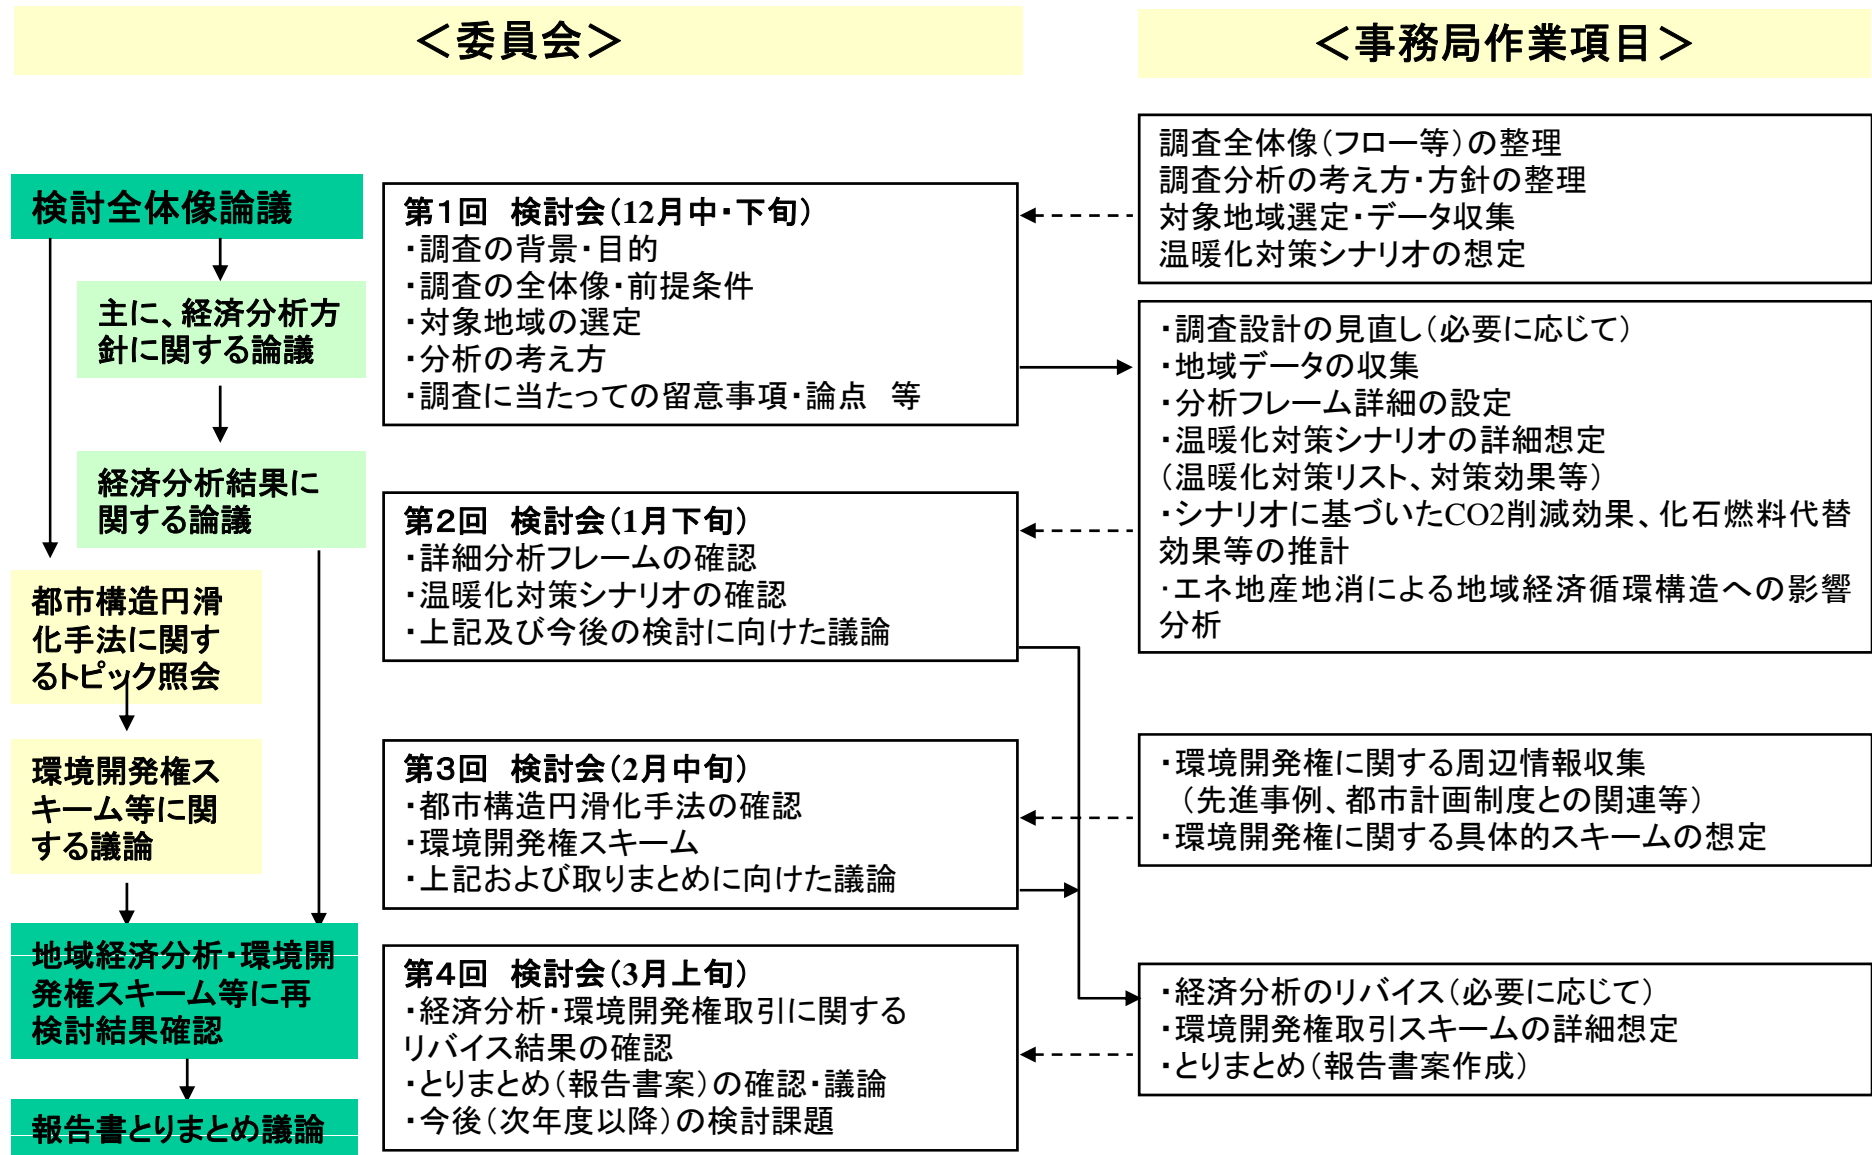 ＜委員会＞
＜事務局作業項目＞
検討全体像論議
主に、経済分析方
針に関する論議
経済分析結果に
関する論議
都市構造円滑
化手法に関す
るトピック照会
環境開発権ス
キーム等に関
する議論
地域経済分析・環境開
発権スキーム等に再
検討結果確認
報告書とりまとめ議論
第1回　検討会（12月中・下旬）
・調査の背景・目的
・調査の全体像・前提条件
・対象地域の選定
・分析の考え方
・調査に当たっての留意事項・論点　等
第2回　検討会（1月下旬）
・詳細分析フレームの確認
・温暖化対策シナリオの確認
・上記及び今後の検討に向けた議論
第3回　検討会（2月中旬）
・都市構造円滑化手法の確認
・環境開発権スキーム
・上記および取りまとめに向けた議論
第4回　検討会（3月上旬）
・経済分析・環境開発権取引に関する
リバイス結果の確認
・とりまとめ（報告書案）の確認・議論
・今後（次年度以降）の検討課題
調査全体像（フロー等）の整理
調査分析の考え方・方針の整理
対象地域選定・データ収集
温暖化対策シナリオの想定
・調査設計の見直し（必要に応じて）
・地域データの収集
・分析フレーム詳細の設定
・温暖化対策シナリオの詳細想定
（温暖化対策リスト、対策効果等）
・シナリオに基づいたCO2削減効果、化石燃料代替
効果等の推計
・エネ地産地消による地域経済循環構造への影響
分析
・環境開発権に関する周辺情報収集
（先進事例、都市計画制度との関連等）
・環境開発権に関する具体的スキームの想定
・経済分析のリバイス（必要に応じて）
・環境開発権取引スキームの詳細想定
・とりまとめ（報告書案作成）